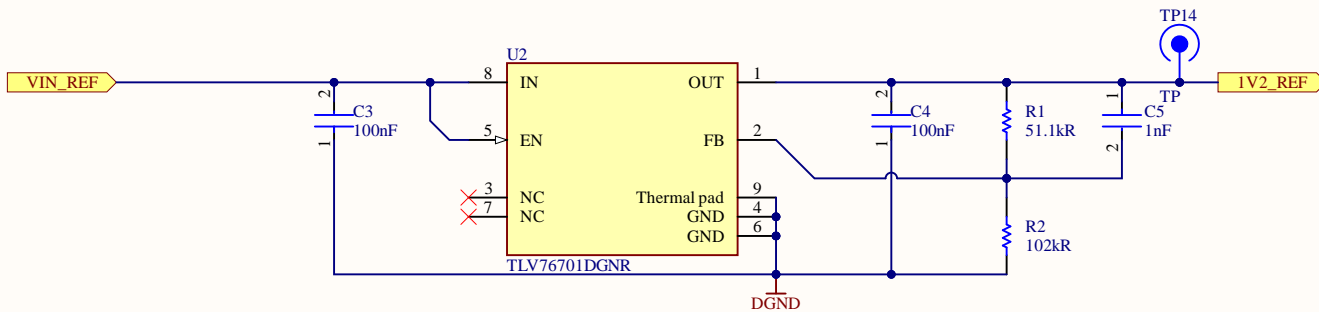 TP14
U2
VIN_REF
8
IN
OUT
1
TP
1V2_REF
2
C3
100nF
1
5
EN
FB
2
2
C4
100nF
1
R1
51.1kR
1
C5
1nF
2
3
NC
Thermal pad
9
7
NC
GND
4
GND
6
R2
102kR
TLV76701DGNR
DGND